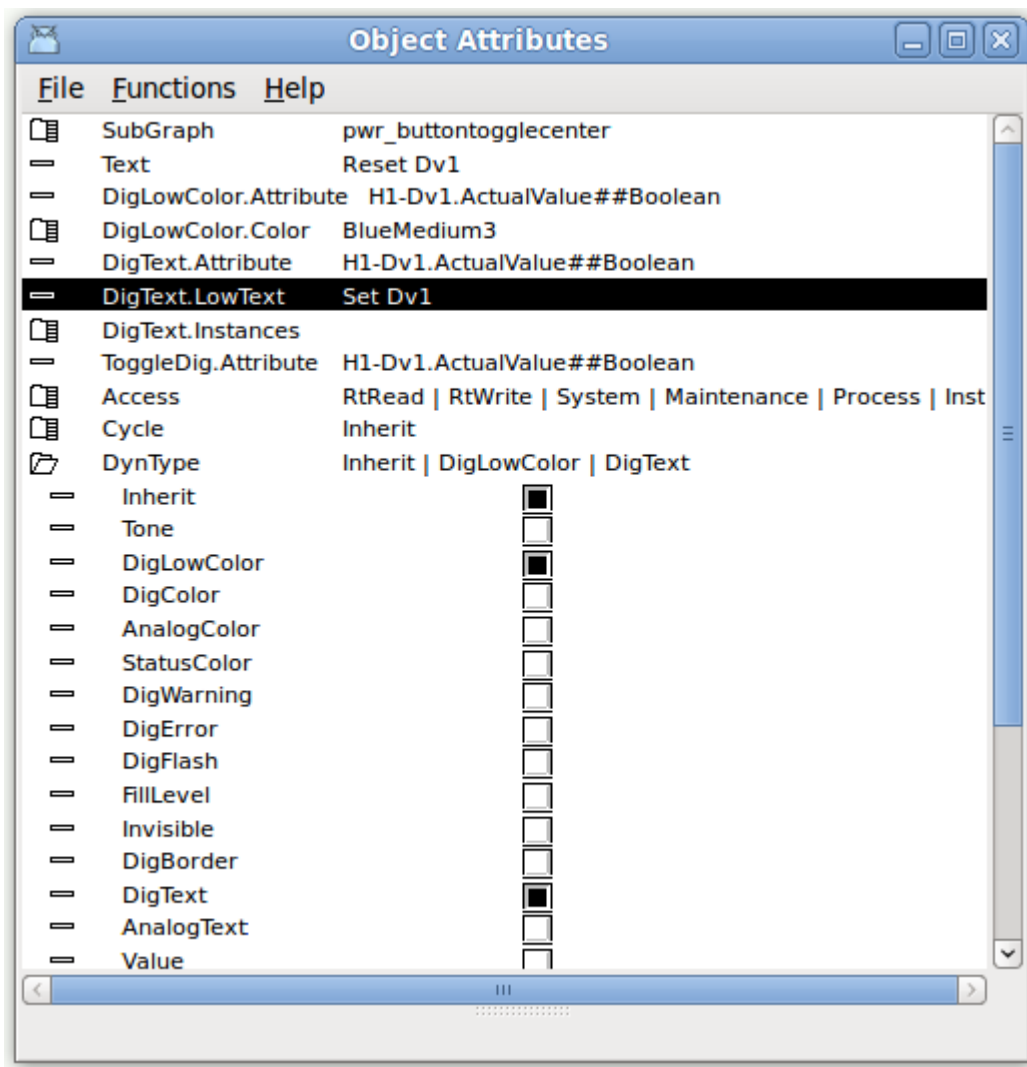 Object Attributes
File Functions Help
SubGraph pwr_buttontogglecenter
Text Reset Dv1
DigLowColor.Attribute H1-Dv1.ActualValue##Boolean
DigLowColor.Color BlueMedium3
DigText.Attribute H1-Dv1.ActualValue##Boolean
DigText.LowText Set Dv1
DigText.Instances
ToggleDig.Attribute H1-Dv1.ActualValue##Boolean
Access RtRead | RtWrite | System | Maintenance | Process | Inst
Cycle Inherit
DynType Inherit | DigLowColor | DigText
Inherit
Tone
DigLowColor
DigColor
AnalogColor
StatusColor
DigWarning
DigError
DigFlash
FillLevel
Invisible
DigBorder
DigText
AnalogText
Value